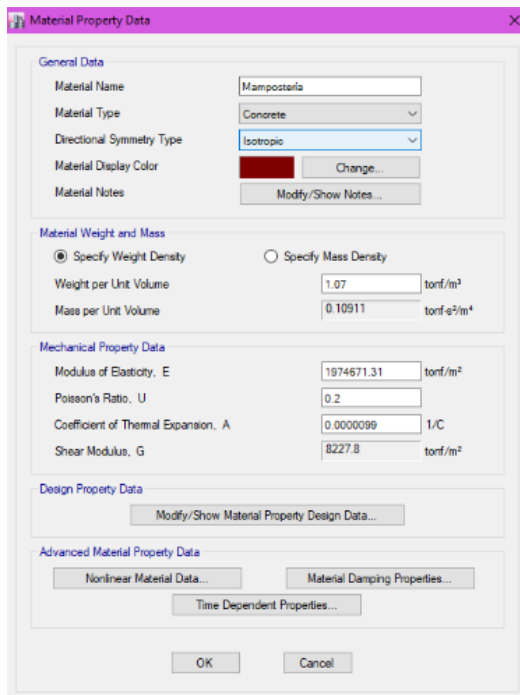 Material Property Data
General Data
Material Name Mampostería
Material Type Concrete
Directional Symmetry Type Isotropic
Material Display Color Change...
Material Notes Modify/Show Notes...
Material Weight and Mass
Specify Weight Density Specify Mass Density
Weight per Unit Volume 1.07 tonf/m³
Mass per Unit Volume 0.10911 tonf-s²/m⁴
Mechanical Property Data
Modulus of Elasticity, E 1974671.31 tonf/m²
Poisson's Ratio, U 0.2
Coefficient of Thermal Expansion, A 0.0000099 1/C
Shear Modulus, G 8227.8 tonf/m²
Design Property Data
Modify/Show Material Property Design Data...
Advanced Material Property Data
Nonlinear Material Data... Material Damping Properties...
Time Dependent Properties...
OK Cancel